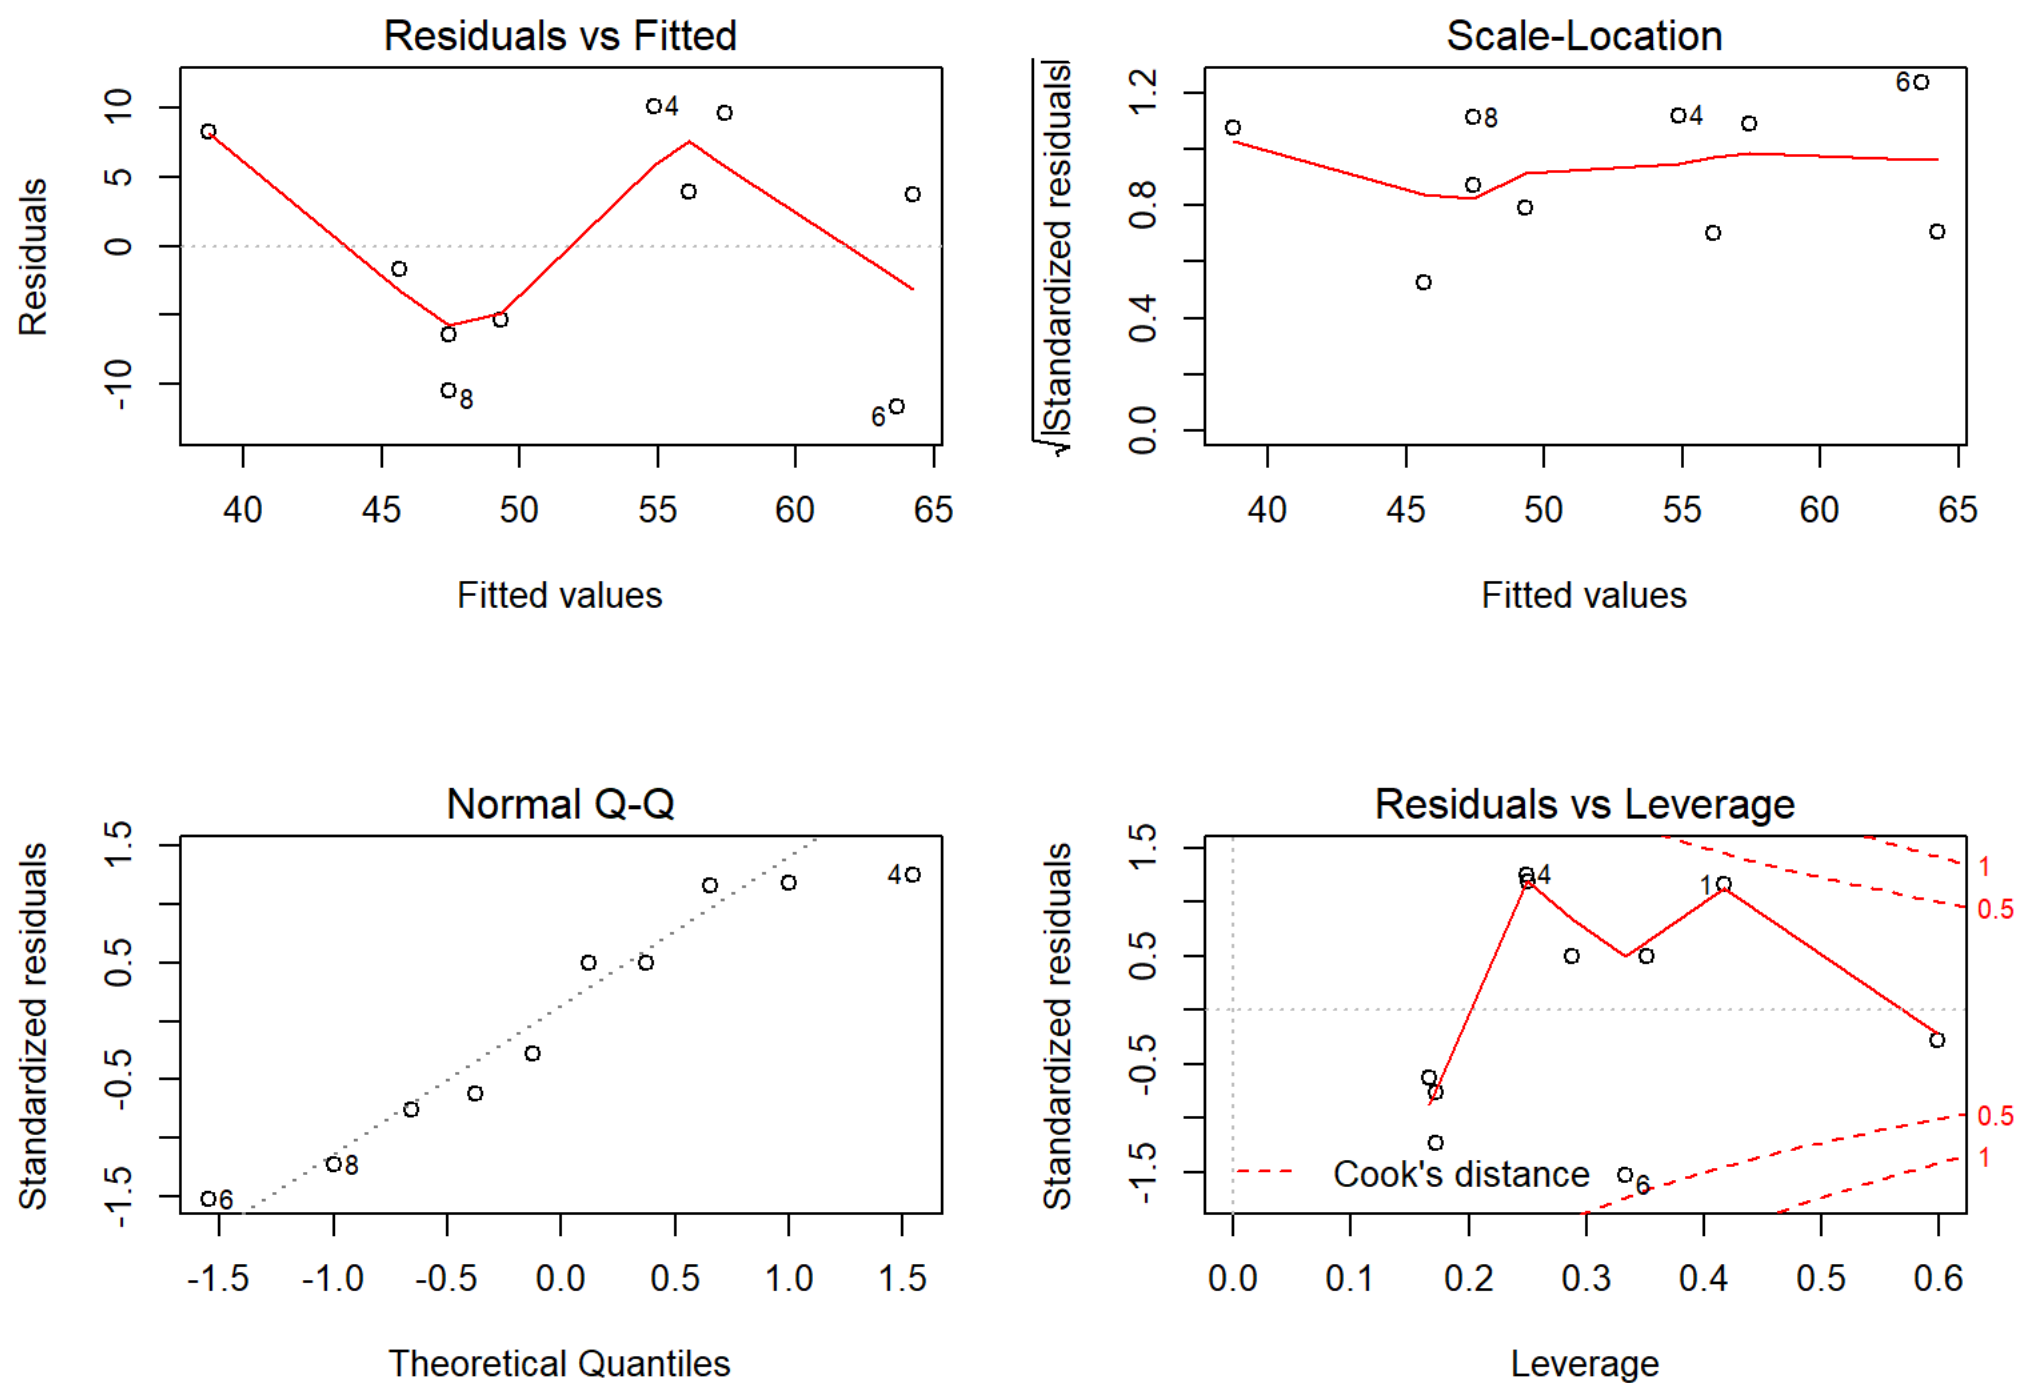 Residuals vs Fitted
Residuals
10
5
0
-10
4
8
6
40 45 50 55 60 65
Fitted values
Scale-Location
√|Standardized residuals|
1.2
0.8
0.4
0.0
6
8
4
40 45 50 55 60 65
Fitted values
Normal Q-Q
Standardized residuals
1.5
0.5
-0.5
-1.5
4
8
6
-1.5 -1.0 -0.5 0.0 0.5 1.0 1.5
Theoretical Quantiles
Residuals vs Leverage
Standardized residuals
1.5
0.5
-0.5
-1.5
4
1
6
1
0.5
0.5
1
Cook's distance
0.0 0.1 0.2 0.3 0.4 0.5 0.6
Leverage